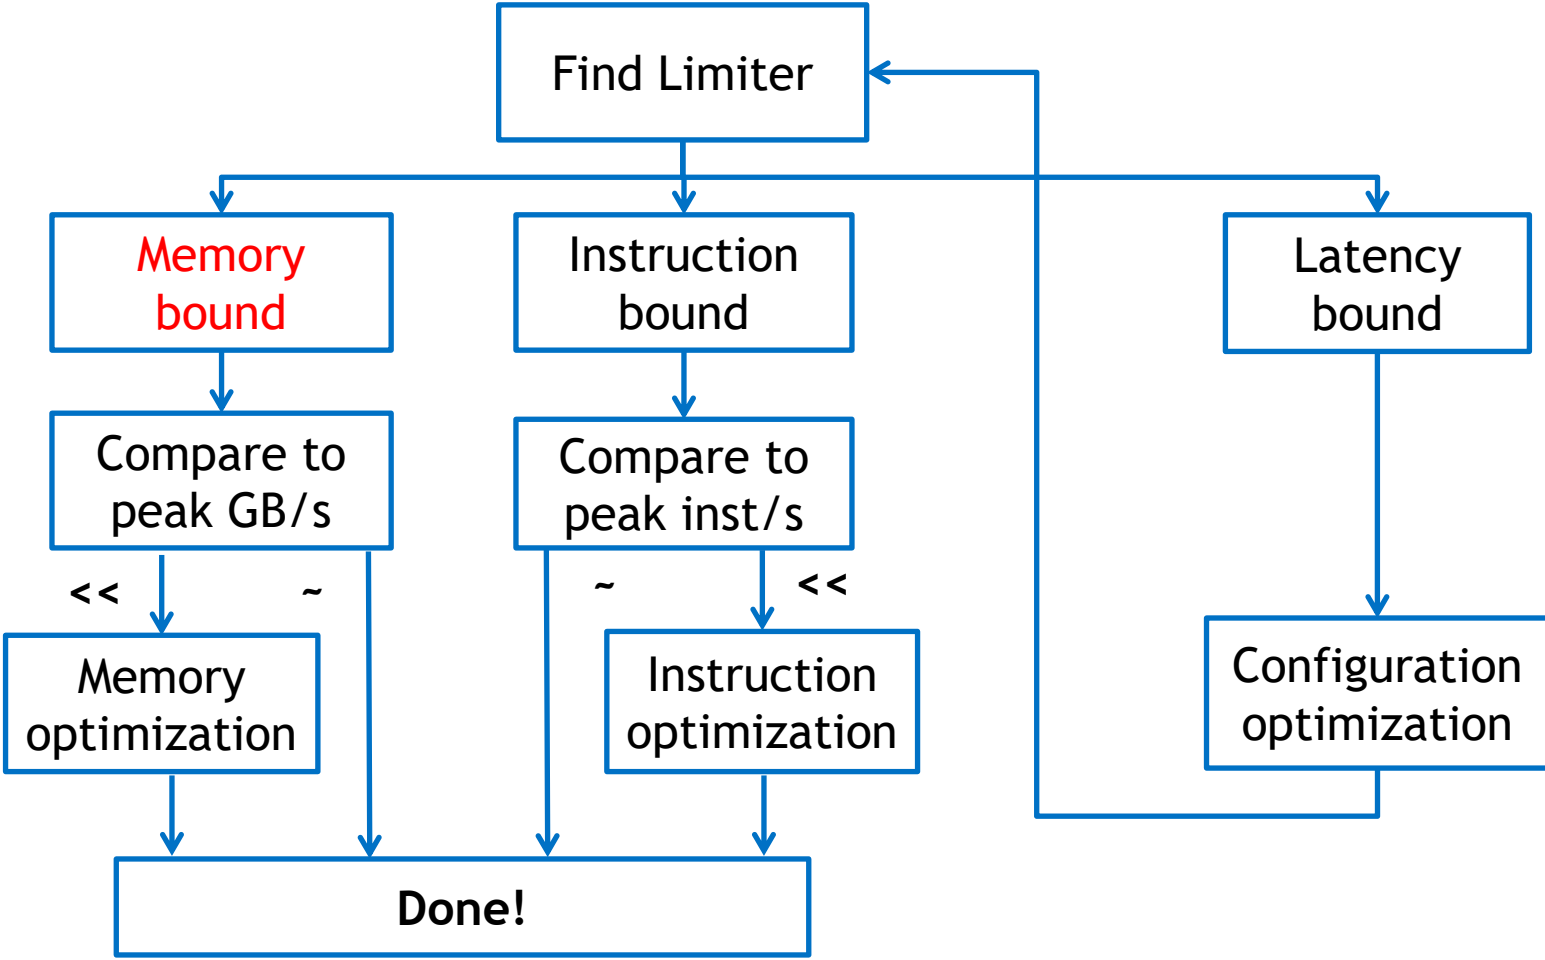 Find Limiter
Memory
bound
Instruction
bound
Latency
bound
Compare to
peak GB/s
Compare to
peak inst/s
<<
~
~
<<
Memory
optimization
Instruction
optimization
Configuration
optimization
Done!